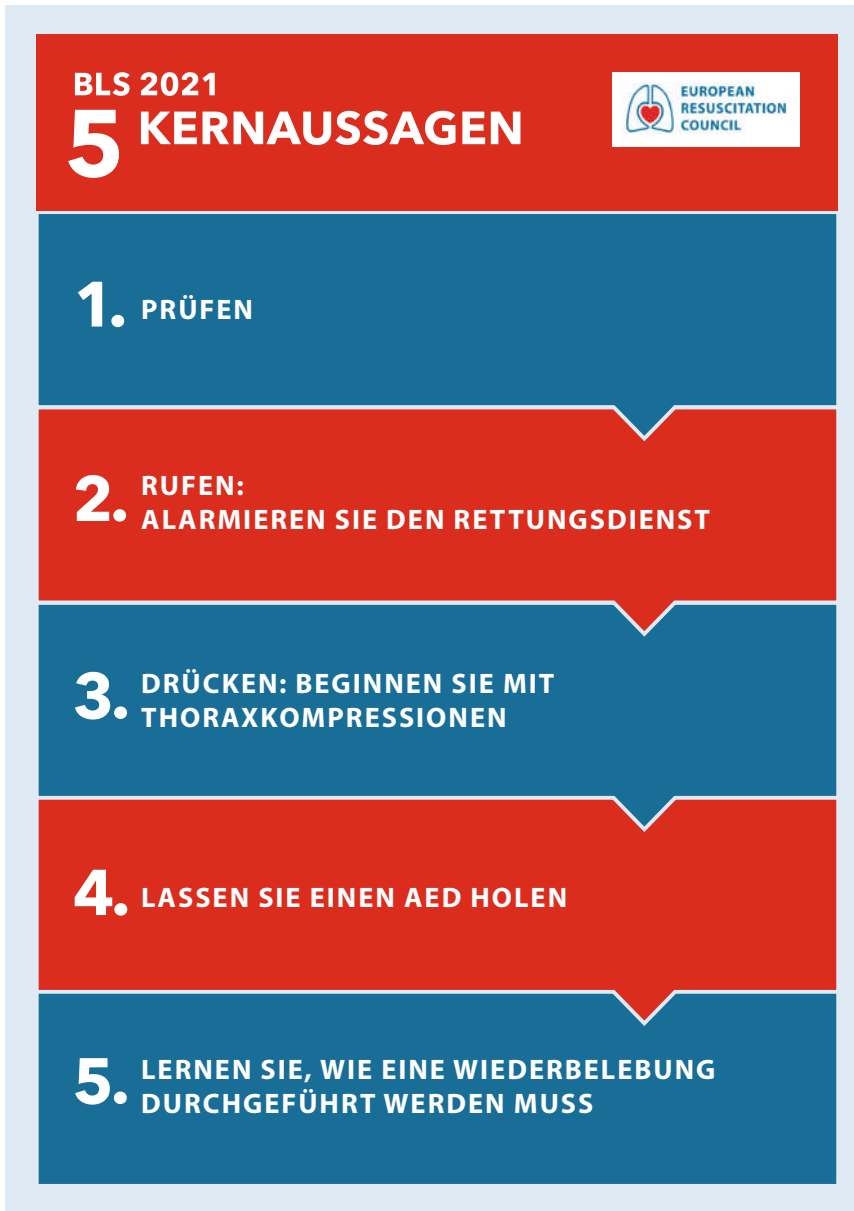 BLS 2021
5 KERNAUSSAGEN
EUROPEAN
RESUSCITATION
COUNCIL
1. PRÜFEN
2. RUFEN:
ALARMIEREN SIE DEN RETTUNGSDIENST
3. DRÜCKEN: BEGINNEN SIE MIT
THORAXKOMPRESSIONEN
4. LASSEN SIE EINEN AED HOLEN
5. LERNEN SIE, WIE EINE WIEDERBELEBUNG
DURCHGEFÜHRT WERDEN MUSS